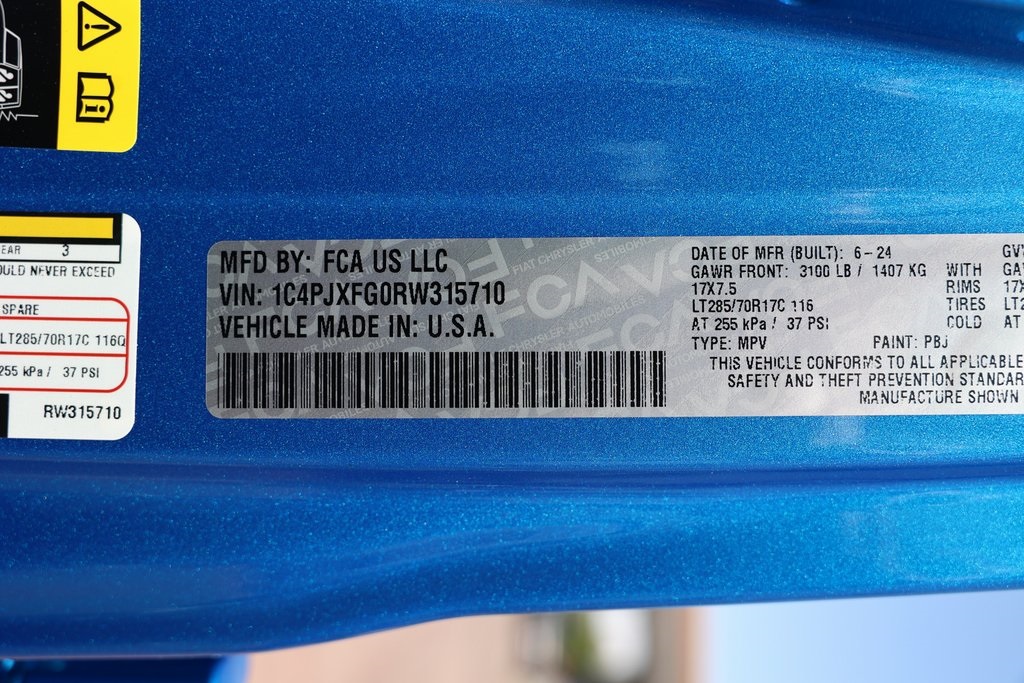 EAR 3
OULD NEVER EXCEED
SPARE
LT285/70R17C 116Q
255 kPa / 37 PSI
RW315710
MFD BY: FCA US LLC
VIN: 1C4PJXFG0RW315710
VEHICLE MADE IN: U.S.A.
DATE OF MFR (BUILT): 6-24
GAWR FRONT: 3100 LB / 1407 KG WITH
17X7.5 RIMS 17X
LT285/70R17C 116 TIRES
AT 255 kPa / 37 PSI COLD AT
TYPE: MPV PAINT: PBJ
THIS VEHICLE CONFORMS TO ALL APPLICABLE
SAFETY AND THEFT PREVENTION STANDAR
MANUFACTURE SHOWN